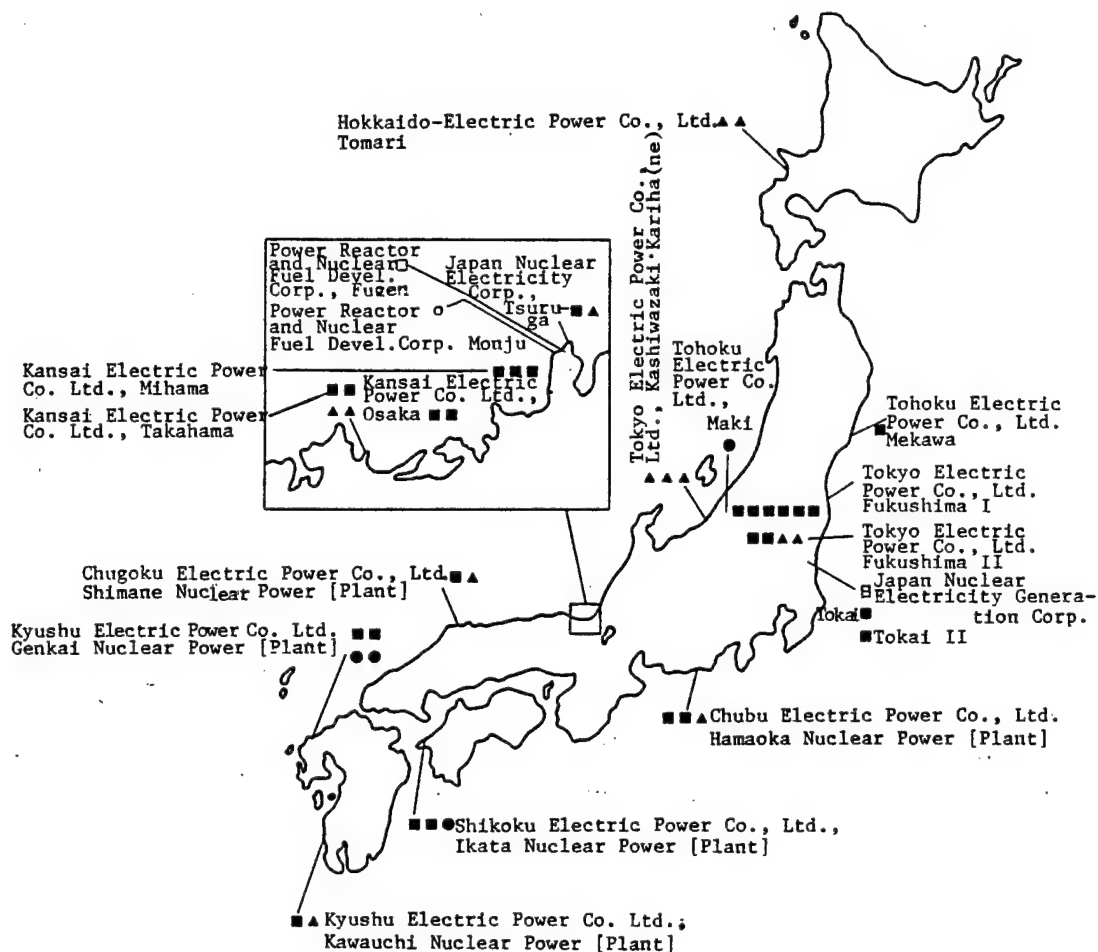 Hokkaido-Electric Power Co., Ltd.
Tomari
Tokyo Electric Power Co.,
Ltd., Kashiwazaki·Kariha(ne)
Power Reactor
and Nuclear
Fuel Devel.
Corp., Fugen
Japan Nuclear
Electricity
Corp.,
Tsuru-
ga
Power Reactor
and Nuclear
Fuel Devel.Corp. Monju
Kansai Electric Power
Co. Ltd., Mihama
Kansai Electric
Power Co. Ltd.,
Osaka
Kansai Electric Power
Co. Ltd., Takahama
Tohoku
Electric
Power Co.
Ltd.,
Maki
Tohoku Electric
Power Co., Ltd.
Mekawa
Tokyo Electric
Power Co., Ltd.
Fukushima I
Tokyo Electric
Power Co., Ltd.
Fukushima II
Japan Nuclear
Electricity Genera-
tion Corp.
Tokai
Tokai II
Chugoku Electric Power Co., Ltd.
Shimane Nuclear Power [Plant]
Kyushu Electric Power Co. Ltd.
Genkai Nuclear Power [Plant]
Chubu Electric Power Co., Ltd.
Hamaoka Nuclear Power [Plant]
Shikoku Electric Power Co., Ltd.,
Ikata Nuclear Power [Plant]
Kyushu Electric Power Co. Ltd.,
Kawauchi Nuclear Power [Plant]